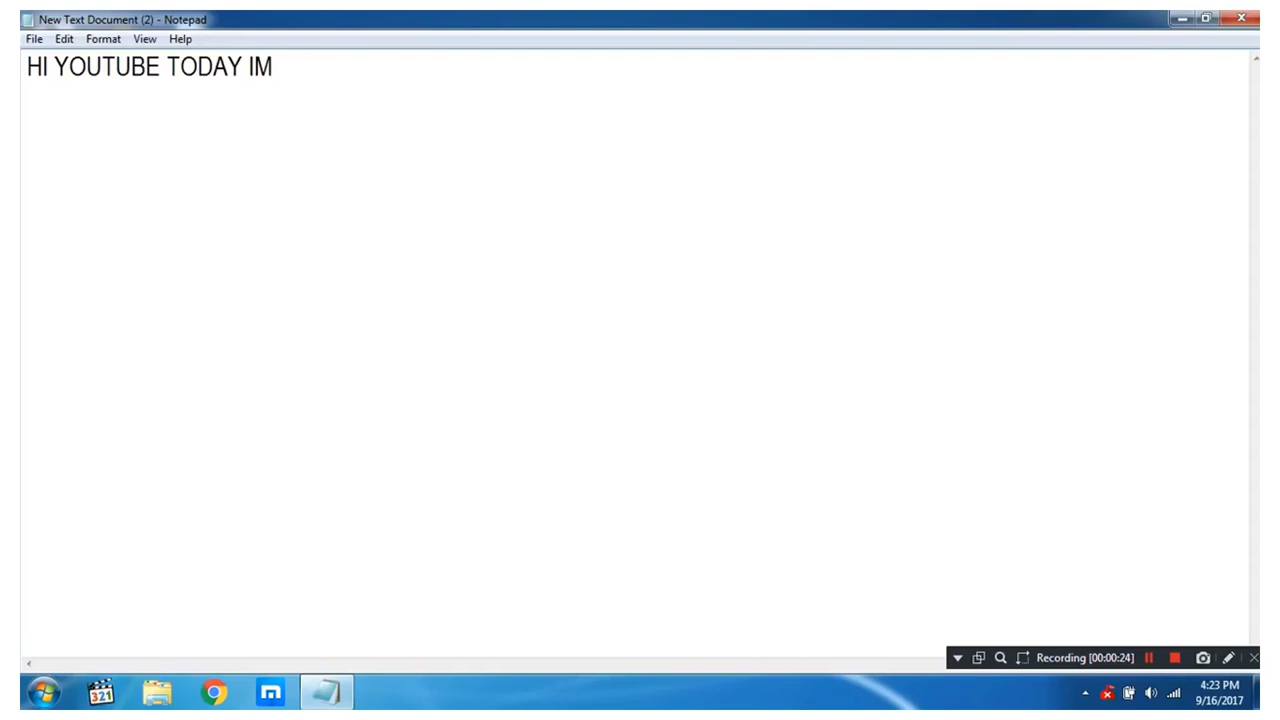 New Text Document (2) - Notepad
File Edit Format View Help
HI YOUTUBE TODAY IM
Recording [00:00:24]
321
4:23 PM
9/16/2017